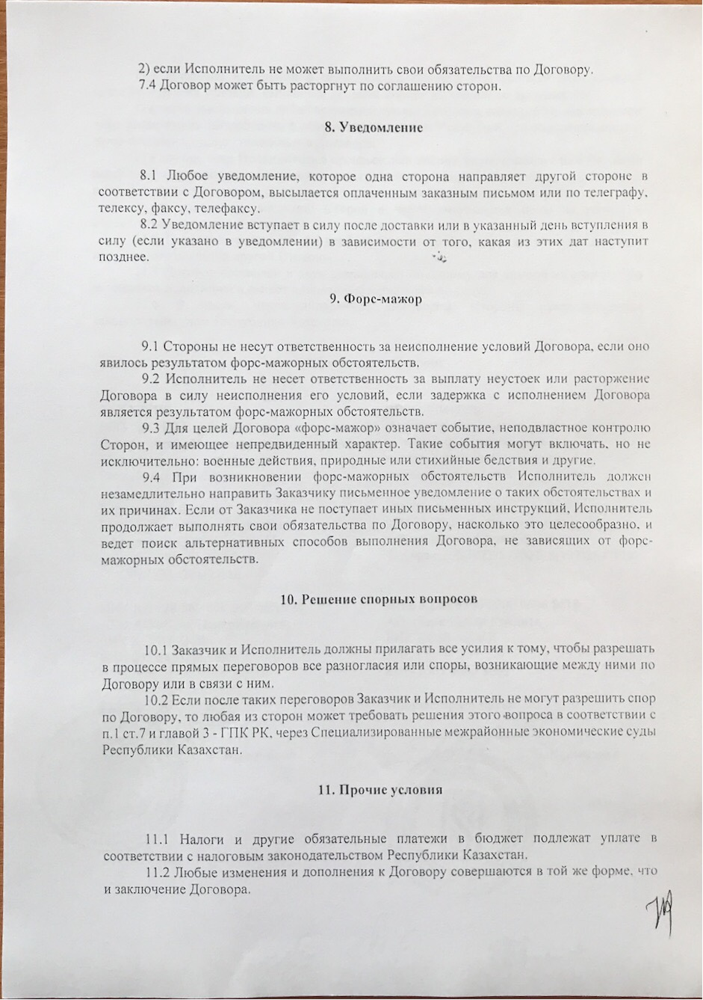 2) если Исполнитель не может выполнить свои обязательства по Договору.
7.4 Договор может быть расторгнут по соглашению сторон.
8. Уведомление
8.1 Любое уведомление, которое одна сторона направляет другой стороне в
соответствии с Договором, высылается оплаченным заказным письмом или по телеграфу,
телексу, факсу, телефаксу.
8.2 Уведомление вступает в силу после доставки или в указанный день вступления в
силу (если указано в уведомлении) в зависимости от того, какая из этих дат наступит
позднее.
9. Форс-мажор
9.1 Стороны не несут ответственность за неисполнение условий Договора, если оно
явилось результатом форс-мажорных обстоятельств.
9.2 Исполнитель не несет ответственность за выплату неустоек или расторжение
Договора в силу неисполнения его условий, если задержка с исполнением Договора
является результатом форс-мажорных обстоятельств.
9.3 Для целей Договора «форс-мажор» означает событие, неподвластное контролю
Сторон, и имеющее непредвиденный характер. Такие события могут включать, но не
исключительно: военные действия, природные или стихийные бедствия и другие.
9.4 При возникновении форс-мажорных обстоятельств Исполнитель должен
незамедлительно направить Заказчику письменное уведомление о таких обстоятельствах и
их причинах. Если от Заказчика не поступает иных письменных инструкций, Исполнитель
продолжает выполнять свои обязательства по Договору, насколько это целесообразно, и
ведет поиск альтернативных способов выполнения Договора, не зависящих от форс-
мажорных обстоятельств.
10. Решение спорных вопросов
10.1 Заказчик и Исполнитель должны прилагать все усилия к тому, чтобы разрешать
в процессе прямых переговоров все разногласия или споры, возникающие между ними по
Договору или в связи с ним.
10.2 Если после таких переговоров Заказчик и Исполнитель не могут разрешить спор
по Договору, то любая из сторон может требовать решения этого вопроса в соответствии с
п.1 ст.7 и главой 3 - ГПК РК, через Специализированные межрайонные экономические суды
Республики Казахстан.
11. Прочие условия
11.1 Налоги и другие обязательные платежи в бюджет подлежат уплате в
соответствии с налоговым законодательством Республики Казахстан.
11.2 Любые изменения и дополнения к Договору совершаются в той же форме, что
и заключение Договора.